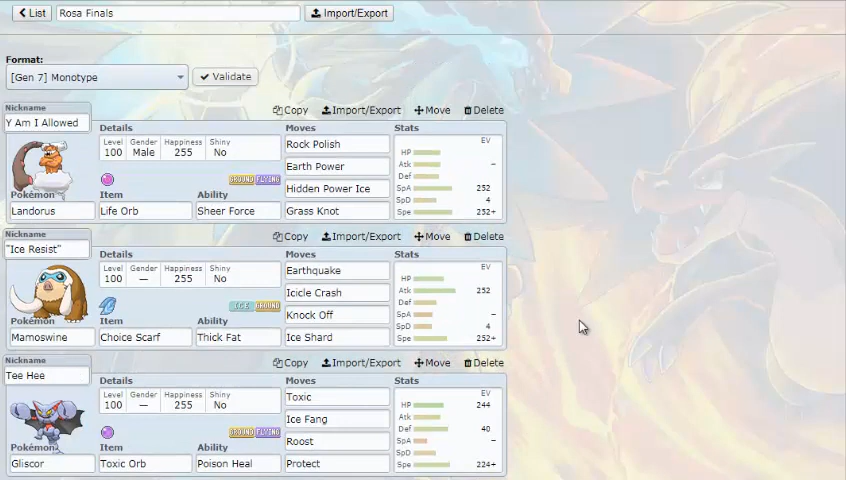 List
Rosa Finals
Import/Export
Format:
[Gen 7] Monotype
Validate
Nickname
Copy Import/Export Move Delete
Y Am I Allowed
Details Moves Stats
Level Gender Happiness Shiny
100 Male 255 No
Rock Polish
Earth Power
Hidden Power Ice
Grass Knot
EV
HP
Atk –
Def
SpA 252
SpD 4
Spe 252+
GROUND FLYING
Pokémon Item Ability
Landorus Life Orb Sheer Force
Nickname
Copy Import/Export Move Delete
"Ice Resist"
Details Moves Stats
Level Gender Happiness Shiny
100 — 255 No
Earthquake
Icicle Crash
Knock Off
Ice Shard
EV
HP
Atk 252
Def
SpA –
SpD 4
Spe 252+
ICE GROUND
Pokémon Item Ability
Mamoswine Choice Scarf Thick Fat
Nickname
Copy Import/Export Move Delete
Tee Hee
Details Moves Stats
Level Gender Happiness Shiny
100 — 255 No
Toxic
Ice Fang
Roost
Protect
EV
HP 244
Atk
Def 40
SpA –
SpD
Spe 224+
GROUND FLYING
Pokémon Item Ability
Gliscor Toxic Orb Poison Heal